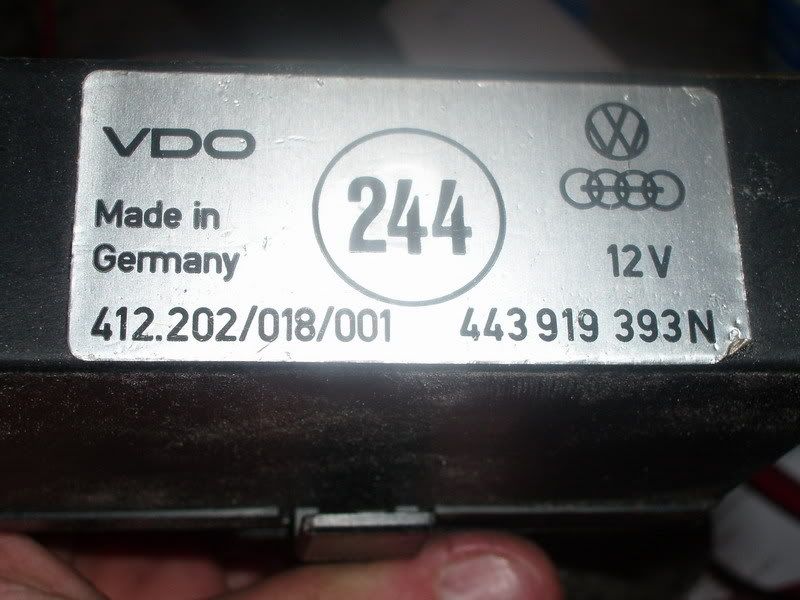 VDO
244
Made in
Germany
12 V
412.202/018/001 443 919 393 N